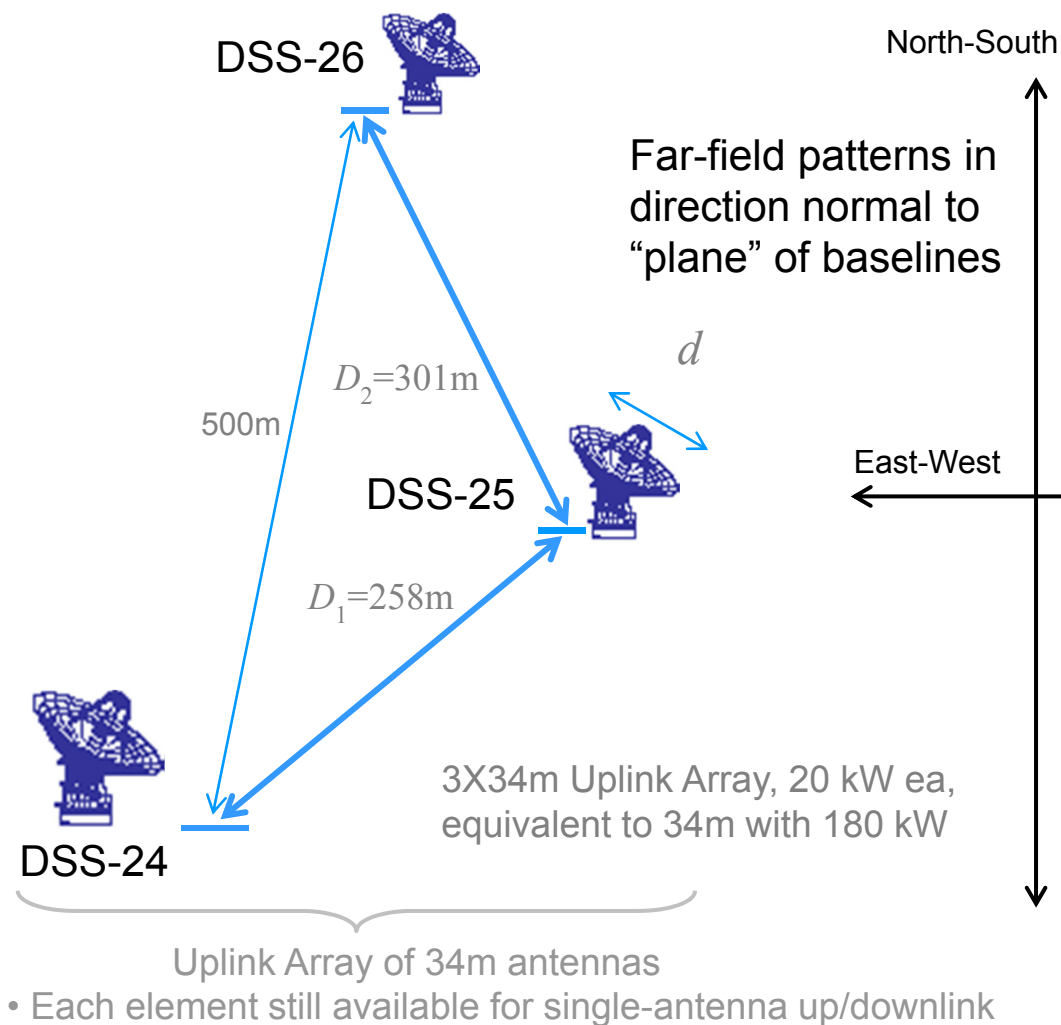 DSS-26
North-South
Far-field patterns in
direction normal to
“plane” of baselines
d
D₂=301m
500m
East-West
DSS-25
D₁=258m
3X34m Uplink Array, 20 kW ea,
equivalent to 34m with 180 kW
DSS-24
Uplink Array of 34m antennas
• Each element still available for single-antenna up/downlink